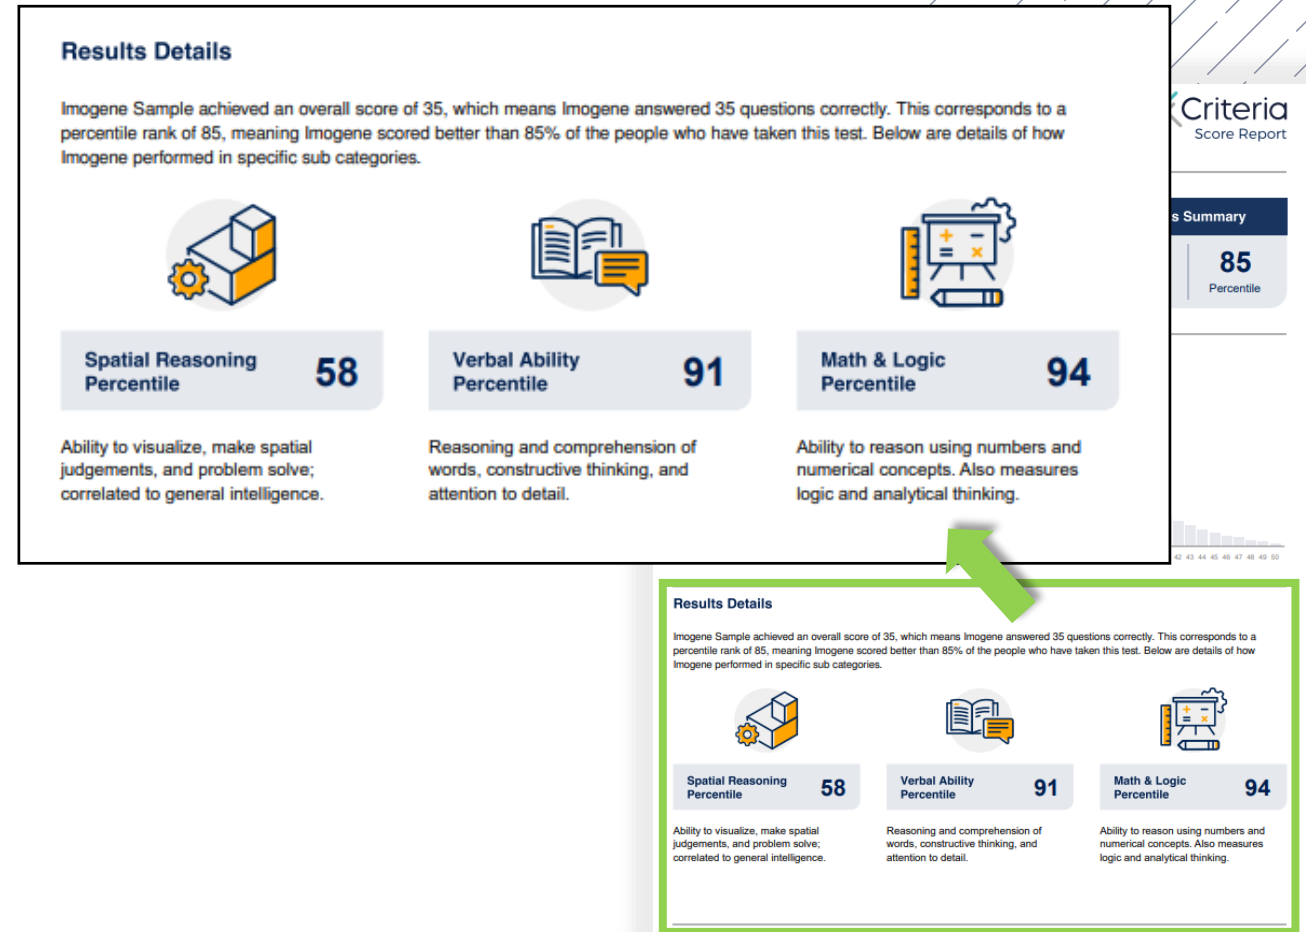 Results Details
Imogene Sample achieved an overall score of 35, which means Imogene answered 35 questions correctly. This corresponds to a
percentile rank of 85, meaning Imogene scored better than 85% of the people who have taken this test. Below are details of how
Imogene performed in specific sub categories.
Spatial Reasoning
Percentile
58
Verbal Ability
Percentile
91
Math & Logic
Percentile
94
Ability to visualize, make spatial
judgements, and problem solve;
correlated to general intelligence.
Reasoning and comprehension of
words, constructive thinking, and
attention to detail.
Ability to reason using numbers and
numerical concepts. Also measures
logic and analytical thinking.
Criteria
Score Report
s Summary
85
Percentile
42 43 44 45 46 47 48 49 50
Results Details
Imogene Sample achieved an overall score of 35, which means Imogene answered 35 questions correctly. This corresponds to a
percentile rank of 85, meaning Imogene scored better than 85% of the people who have taken this test. Below are details of how
Imogene performed in specific sub categories.
Spatial Reasoning
Percentile
58
Verbal Ability
Percentile
91
Math & Logic
Percentile
94
Ability to visualize, make spatial
judgements, and problem solve;
correlated to general intelligence.
Reasoning and comprehension of
words, constructive thinking, and
attention to detail.
Ability to reason using numbers and
numerical concepts. Also measures
logic and analytical thinking.